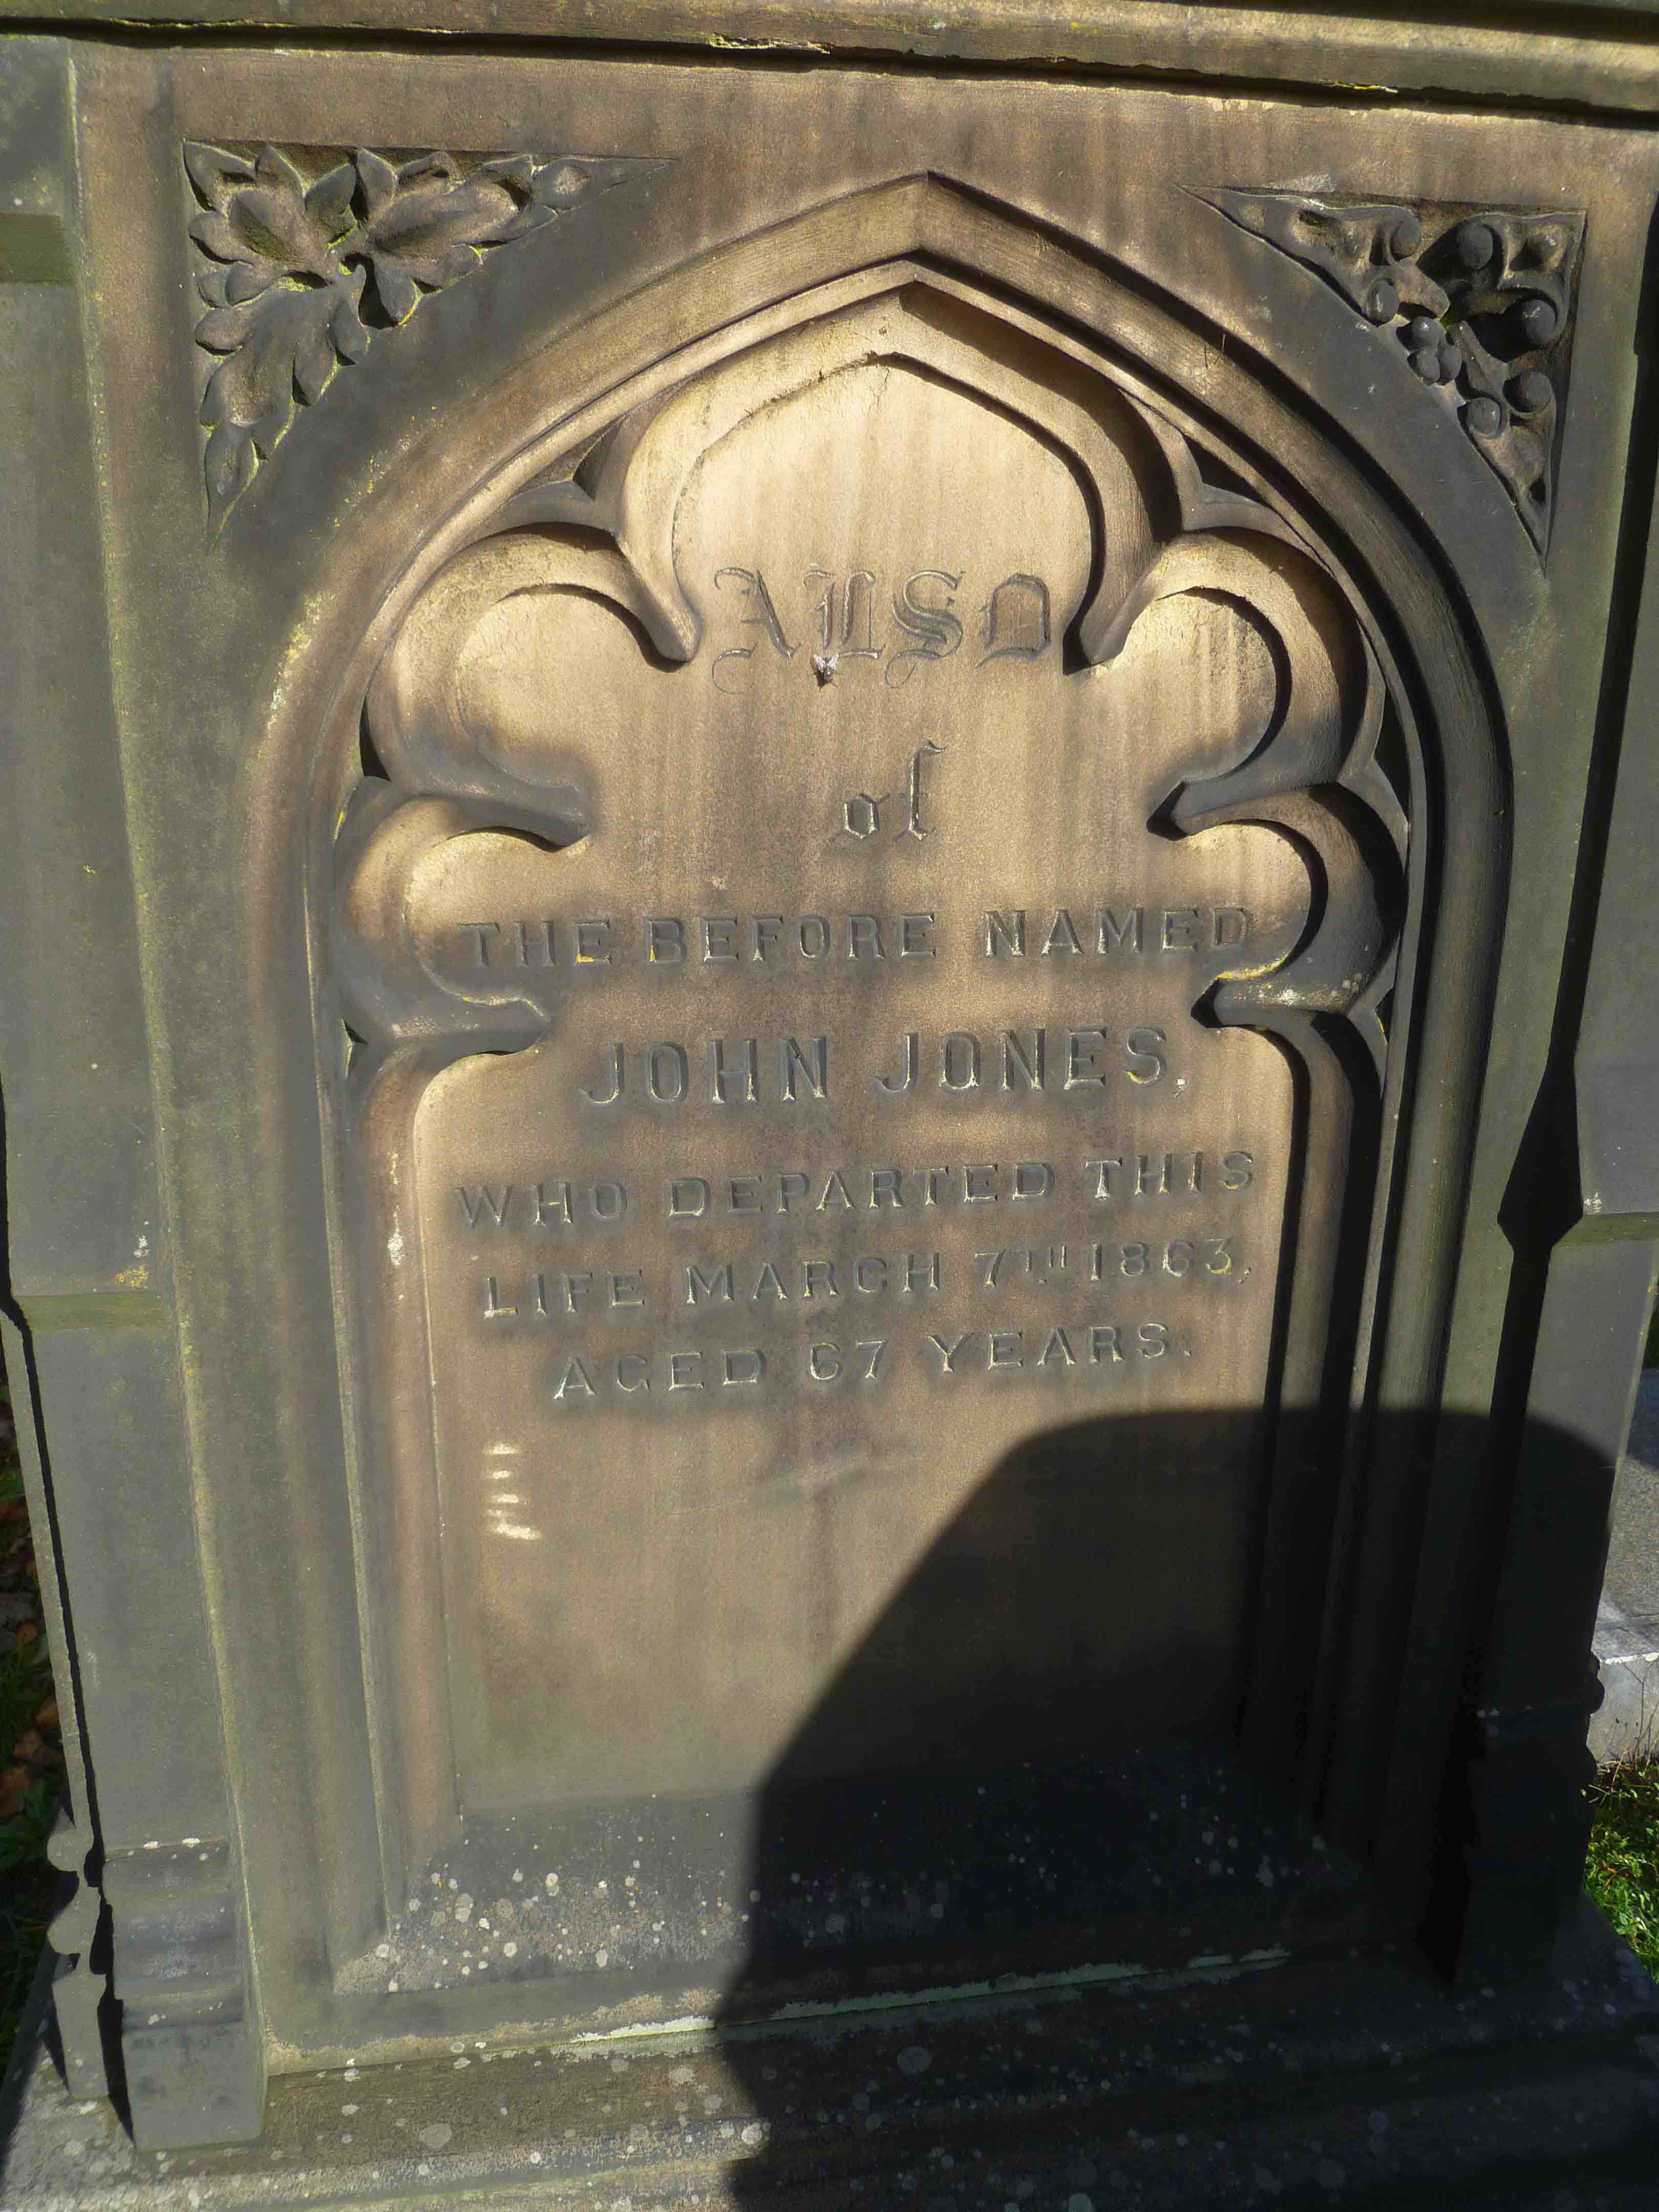 ALSO
of
THE BEFORE NAMED
JOHN JONES,
WHO DEPARTED THIS
LIFE MARCH 7TH 1863,
AGED 67 YEARS.